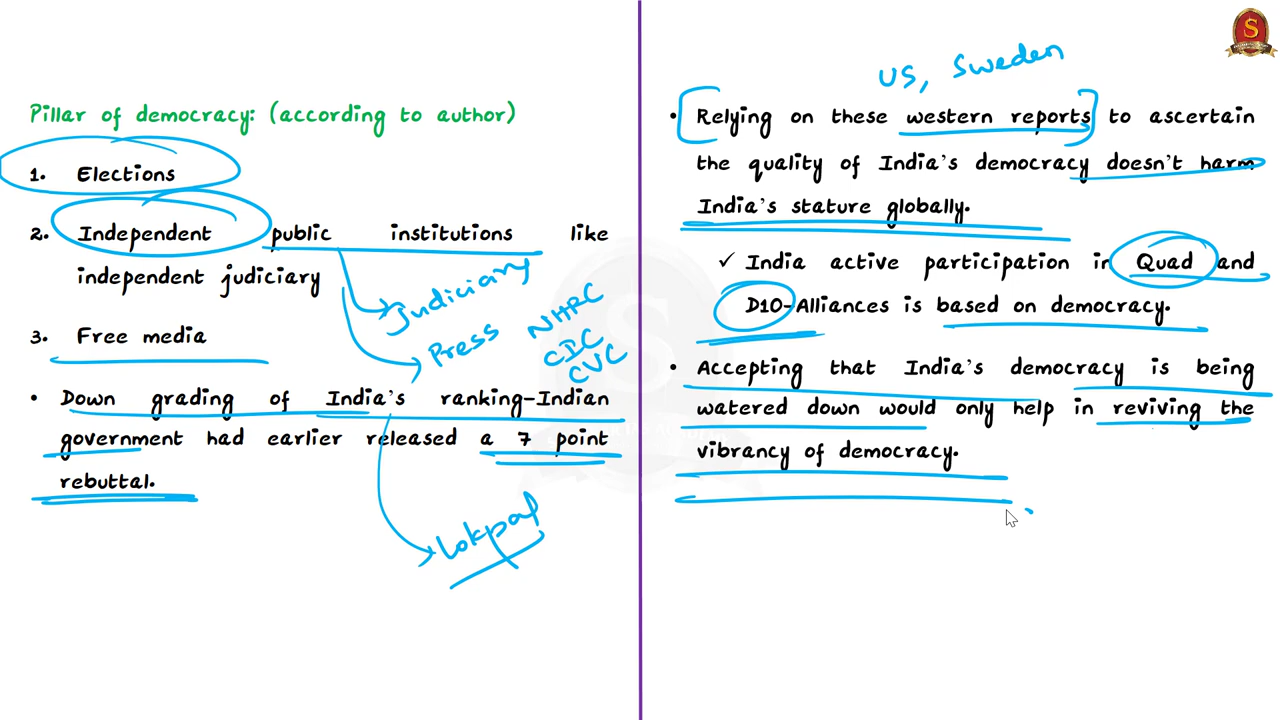 Pillar of democracy: (according to author)
1. Elections
2. Independent public institutions like
independent judiciary
Judiciary
Press
NHRC
CIC
CVC
3. Free media
• Down grading of India's ranking-Indian
government had earlier released a 7 point
rebuttal.
Lokpal
US, Sweden
• Relying on these western reports to ascertain
the quality of India's democracy doesn't harm
India's stature globally.
✓ India active participation in Quad and
D10-Alliances is based on democracy.
• Accepting that India's democracy is being
watered down would only help in reviving the
vibrancy of democracy.